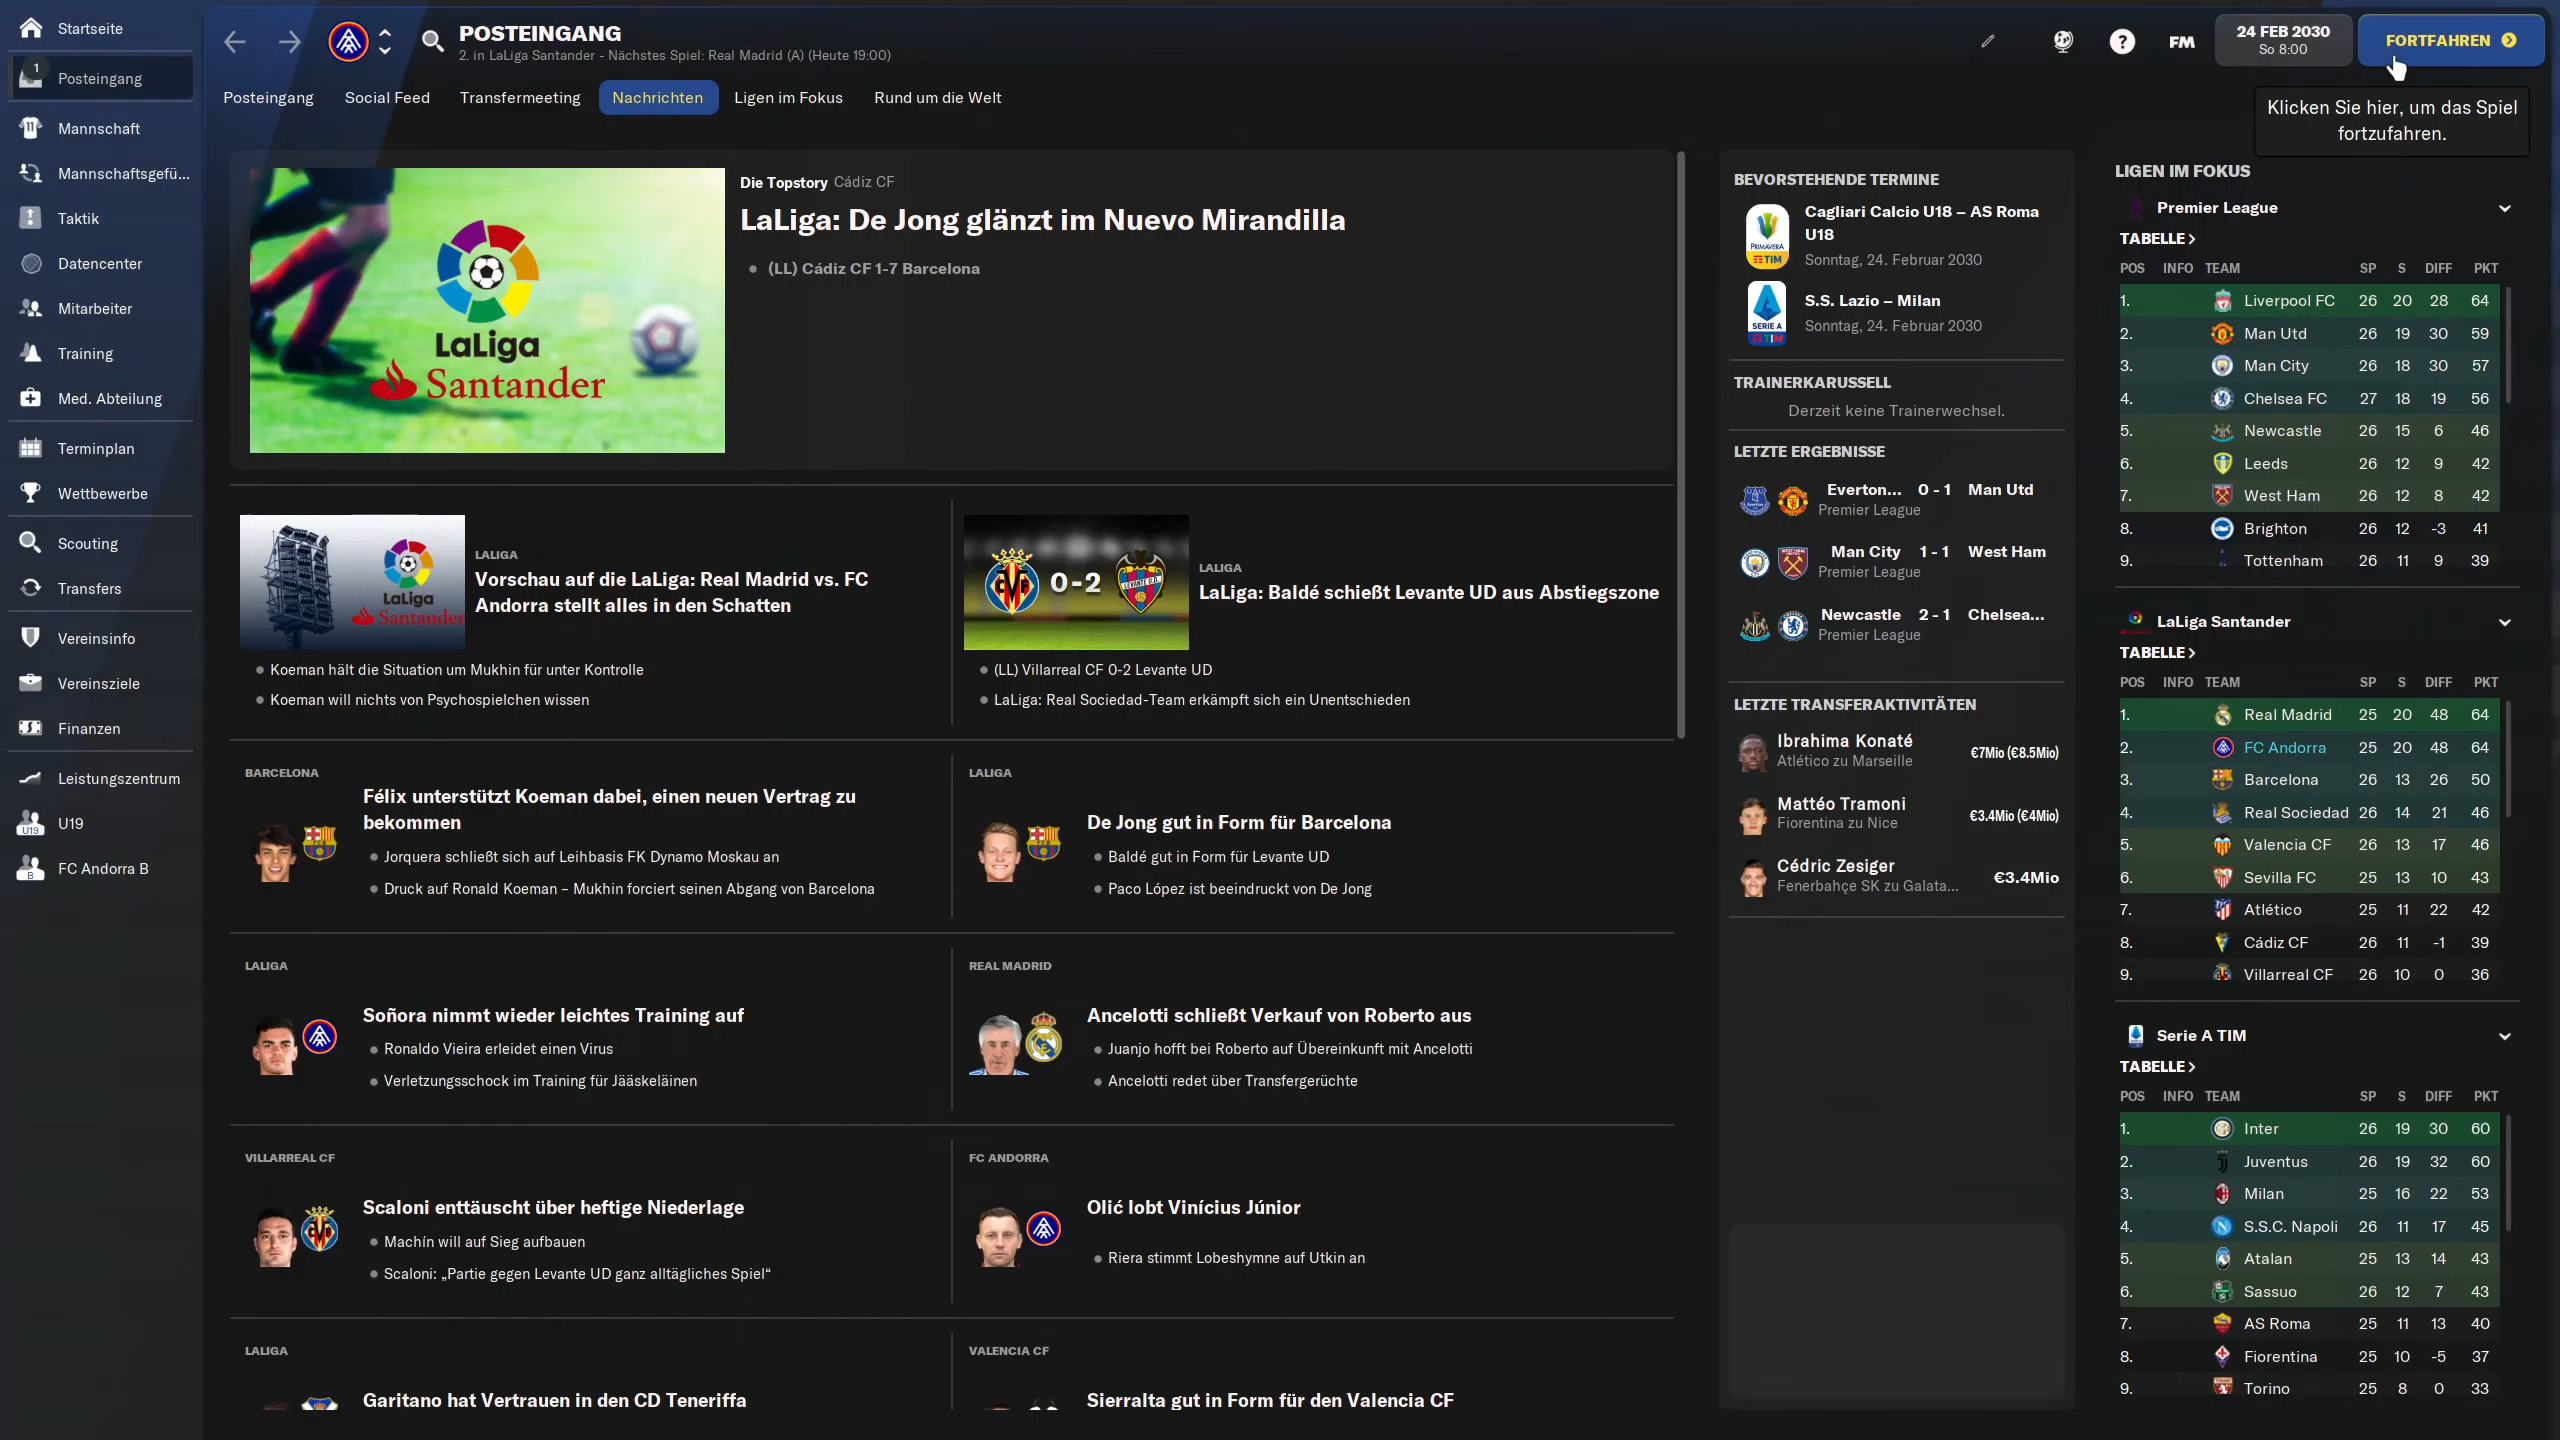 Startseite
1
Posteingang
Mannschaft
Mannschaftsgefü...
Taktik
Datencenter
Mitarbeiter
Training
Med. Abteilung
Terminplan
Wettbewerbe
Scouting
Transfers
Vereinsinfo
Vereinsziele
Finanzen
Leistungszentrum
U19
FC Andorra B
POSTEINGANG
2. in LaLiga Santander - Nächstes Spiel: Real Madrid (A) (Heute 19:00)
FM
24 FEB 2030
So 8:00
FORTFAHREN
Klicken Sie hier, um das Spiel
fortzufahren.
Posteingang Social Feed Transfermeeting Nachrichten Ligen im Fokus Rund um die Welt
LaLiga
Santander
Die Topstory Cádiz CF
LaLiga: De Jong glänzt im Nuevo Mirandilla
(LL) Cádiz CF 1-7 Barcelona
LaLiga
Santander
LALIGA
Vorschau auf die LaLiga: Real Madrid vs. FC
Andorra stellt alles in den Schatten
Koeman hält die Situation um Mukhin für unter Kontrolle
Koeman will nichts von Psychospielchen wissen
0-2
LALIGA
LaLiga: Baldé schießt Levante UD aus Abstiegszone
(LL) Villarreal CF 0-2 Levante UD
LaLiga: Real Sociedad-Team erkämpft sich ein Unentschieden
BARCELONA
Félix unterstützt Koeman dabei, einen neuen Vertrag zu
bekommen
Jorquera schließt sich auf Leihbasis FK Dynamo Moskau an
Druck auf Ronald Koeman – Mukhin forciert seinen Abgang von Barcelona
LALIGA
De Jong gut in Form für Barcelona
Baldé gut in Form für Levante UD
Paco López ist beeindruckt von De Jong
LALIGA
Soñora nimmt wieder leichtes Training auf
Ronaldo Vieira erleidet einen Virus
Verletzungsschock im Training für Jääskeläinen
REAL MADRID
Ancelotti schließt Verkauf von Roberto aus
Juanjo hofft bei Roberto auf Übereinkunft mit Ancelotti
Ancelotti redet über Transfergerüchte
VILLARREAL CF
Scaloni enttäuscht über heftige Niederlage
Machín will auf Sieg aufbauen
Scaloni: „Partie gegen Levante UD ganz alltägliches Spiel“
FC ANDORRA
Olić lobt Vinícius Júnior
Riera stimmt Lobeshymne auf Utkin an
LALIGA
Garitano hat Vertrauen in den CD Teneriffa
VALENCIA CF
Sierralta gut in Form für den Valencia CF
BEVORSTEHENDE TERMINE
PRIMAVERA
TIM
Cagliari Calcio U18 – AS Roma
U18
Sonntag, 24. Februar 2030
SERIE A
TIM
S.S. Lazio – Milan
Sonntag, 24. Februar 2030
TRAINERKARUSSELL
Derzeit keine Trainerwechsel.
LETZTE ERGEBNISSE
Everton... 0 - 1 Man Utd
Premier League
Man City 1 - 1 West Ham
Premier League
Newcastle 2 - 1 Chelsea...
Premier League
LETZTE TRANSFERAKTIVITÄTEN
Ibrahima Konaté
Atlético zu Marseille
€7Mio (€8.5Mio)
Mattéo Tramoni
Fiorentina zu Nice
€3.4Mio (€4Mio)
Cédric Zesiger
Fenerbahçe SK zu Galata...
€3.4Mio
LIGEN IM FOKUS
Premier League
TABELLE
POS INFO TEAM SP S DIFF PKT
1. Liverpool FC 26 20 28 64
2. Man Utd 26 19 30 59
3. Man City 26 18 30 57
4. Chelsea FC 27 18 19 56
5. Newcastle 26 15 6 46
6. Leeds 26 12 9 42
7. West Ham 26 12 8 42
8. Brighton 26 12 -3 41
9. Tottenham 26 11 9 39
LaLiga Santander
TABELLE
POS INFO TEAM SP S DIFF PKT
1. Real Madrid 25 20 48 64
2. FC Andorra 25 20 48 64
3. Barcelona 26 13 26 50
4. Real Sociedad 26 14 21 46
5. Valencia CF 26 13 17 46
6. Sevilla FC 25 13 10 43
7. Atlético 25 11 22 42
8. Cádiz CF 26 11 -1 39
9. Villarreal CF 26 10 0 36
Serie A TIM
TABELLE
POS INFO TEAM SP S DIFF PKT
1. Inter 26 19 30 60
2. Juventus 26 19 32 60
3. Milan 25 16 22 53
4. S.S.C. Napoli 26 11 17 45
5. Atalan 25 13 14 43
6. Sassuo 26 12 7 43
7. AS Roma 25 11 13 40
8. Fiorentina 25 10 -5 37
9. Torino 25 8 0 33